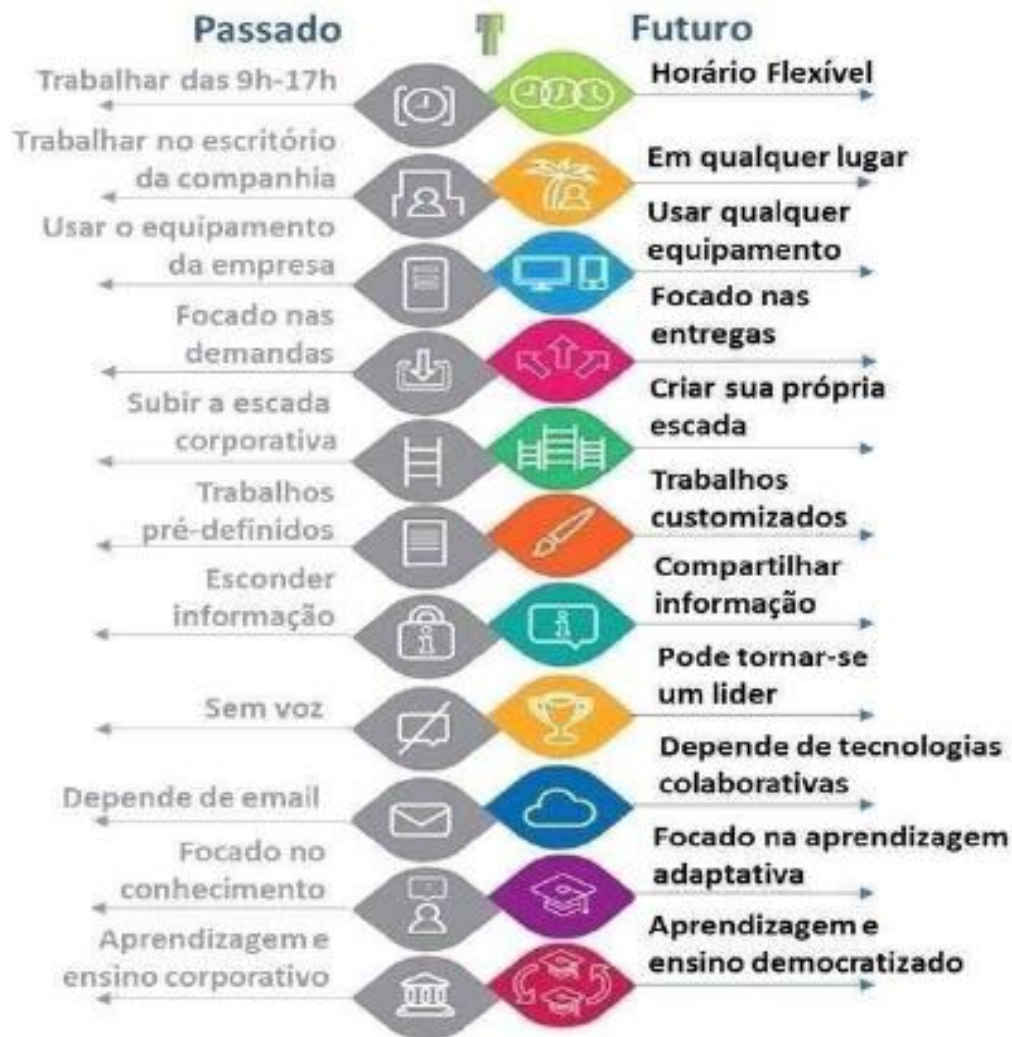 Passado
Futuro
Trabalhar das 9h-17h
Horário Flexível
Trabalhar no escritório
da companhia
Em qualquer lugar
Usar o equipamento
da empresa
Usar qualquer
equipamento
Focado nas
demandas
Focado nas
entregas
Subir a escada
corporativa
Criar sua própria
escada
Trabalhos
pré-definidos
Trabalhos
customizados
Esconder
informação
Compartilhar
informação
Sem voz
Pode tornar-se
um lider
Depende de email
Depende de tecnologias
colaborativas
Focado no
conhecimento
Focado na aprendizagem
adaptativa
Aprendizagem e
ensino corporativo
Aprendizagem e
ensino democratizado